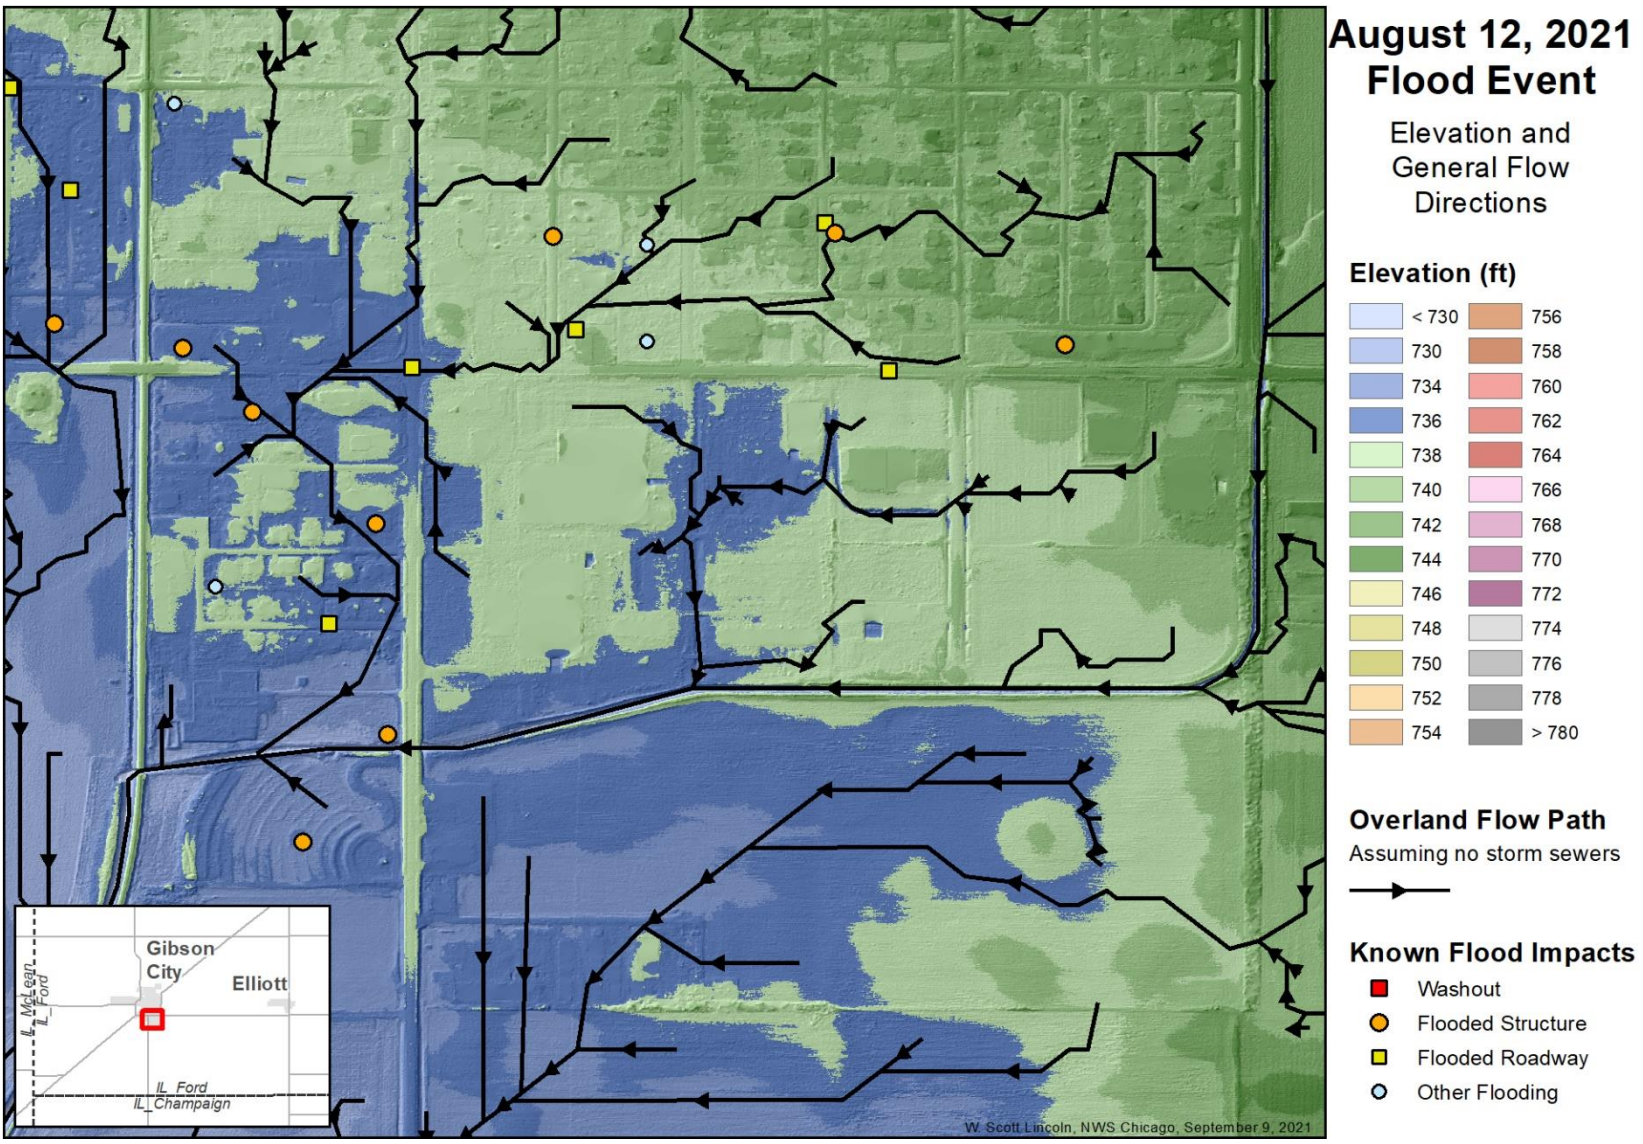 August 12, 2021
Flood Event
Elevation and
General Flow
Directions
Elevation (ft)
< 730
730
734
736
738
740
742
744
746
748
750
752
754
756
758
760
762
764
766
768
770
772
774
776
778
> 780
Overland Flow Path
Assuming no storm sewers
Known Flood Impacts
Washout
Flooded Structure
Flooded Roadway
Other Flooding
Gibson
City
Elliott
IL_McLean
IL_Ford
IL_Ford
IL_Champaign
W. Scott Lincoln, NWS Chicago, September 9, 2021